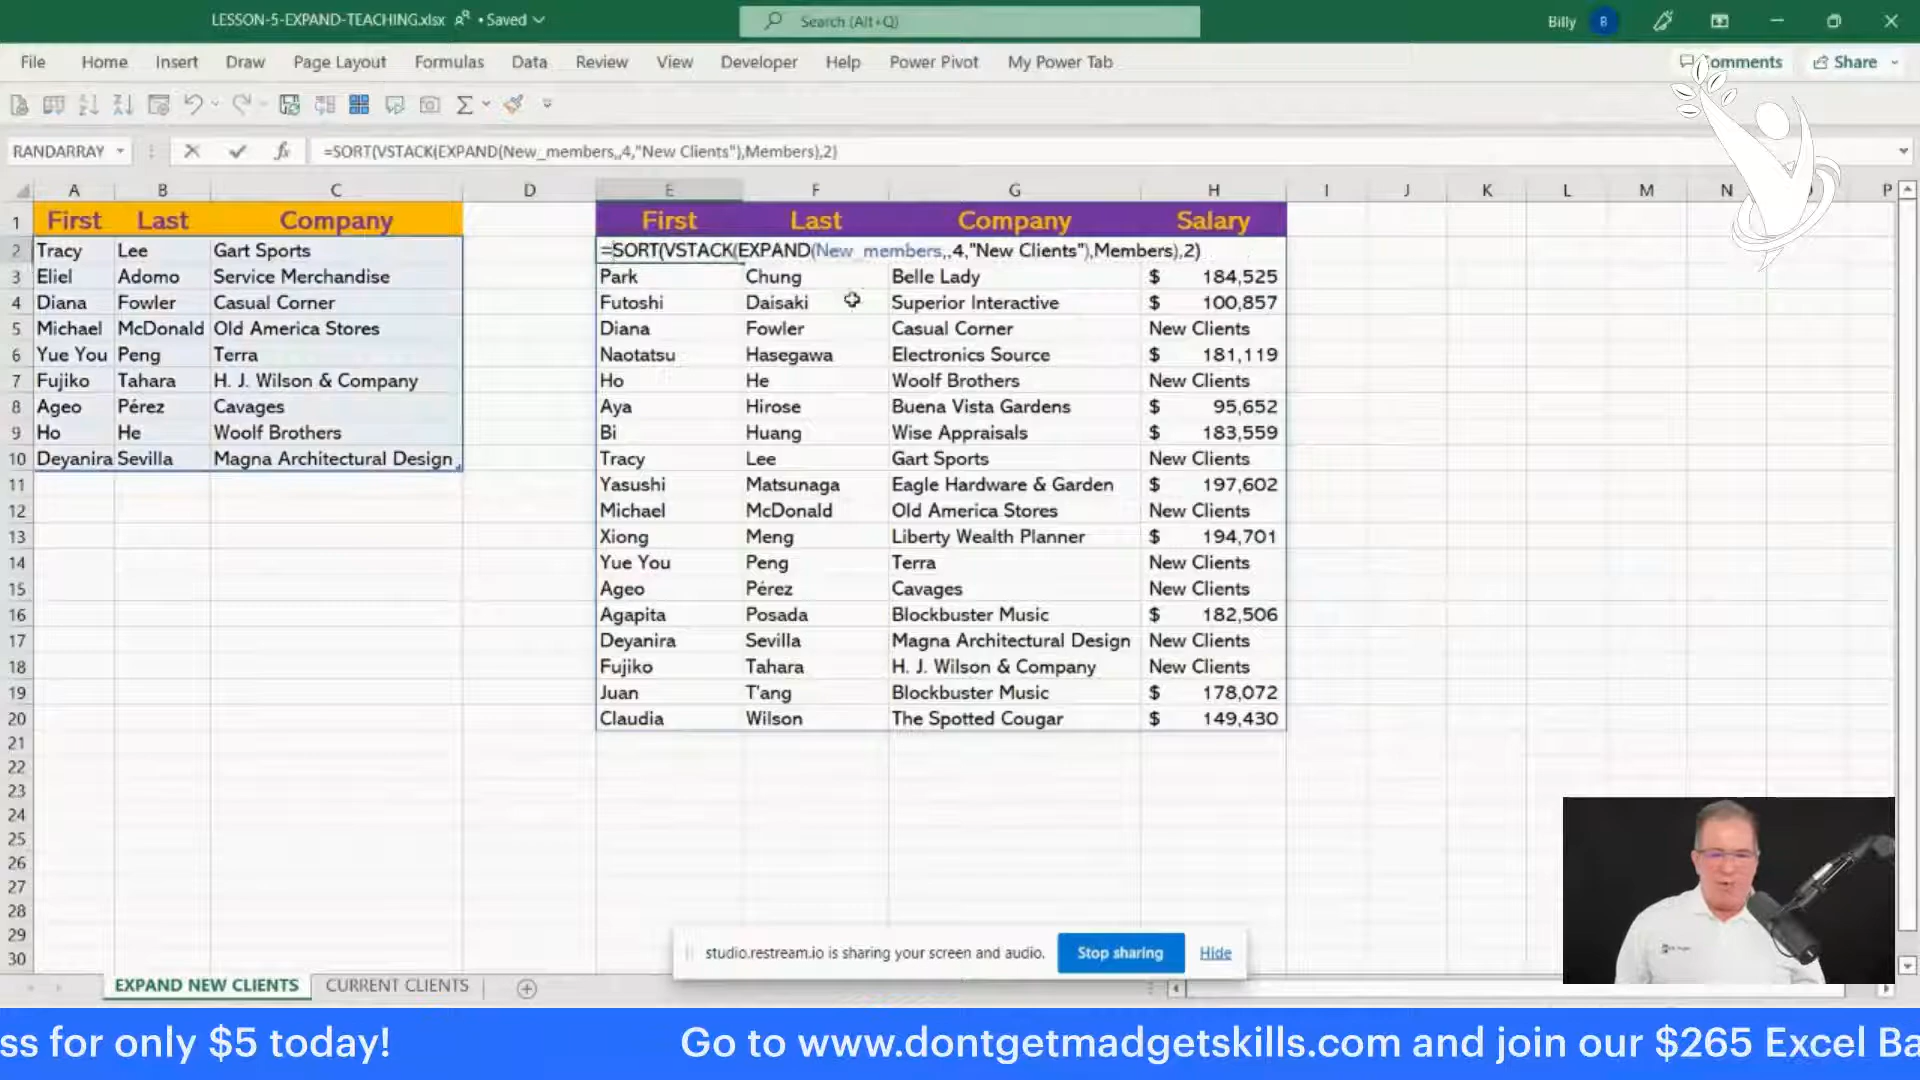 LESSON-5-EXPAND-TEACHING.xlsx • Saved
Search (Alt+Q)
Billy B
File Home Insert Draw Page Layout Formulas Data Review View Developer Help Power Pivot My Power Tab
Comments Share
RANDARRAY fx =SORT(VSTACK(EXPAND(New_members,,4,"New Clients"),Members),2)
A B C D E F G H I J K L M N P
1 First Last Company First Last Company Salary
2 Tracy Lee Gart Sports =SORT(VSTACK(EXPAND(New_members,,4,"New Clients"),Members),2)
3 Eliel Adomo Service Merchandise Park Chung Belle Lady $ 184,525
4 Diana Fowler Casual Corner Futoshi Daisaki Superior Interactive $ 100,857
5 Michael McDonald Old America Stores Diana Fowler Casual Corner New Clients
6 Yue You Peng Terra Naotatsu Hasegawa Electronics Source $ 181,119
7 Fujiko Tahara H. J. Wilson & Company Ho He Woolf Brothers New Clients
8 Ageo Pérez Cavages Aya Hirose Buena Vista Gardens $ 95,652
9 Ho He Woolf Brothers Bi Huang Wise Appraisals $ 183,559
10 Deyanira Sevilla Magna Architectural Design Tracy Lee Gart Sports New Clients
11 Yasushi Matsunaga Eagle Hardware & Garden $ 197,602
12 Michael McDonald Old America Stores New Clients
13 Xiong Meng Liberty Wealth Planner $ 194,701
14 Yue You Peng Terra New Clients
15 Ageo Pérez Cavages New Clients
16 Agapita Posada Blockbuster Music $ 182,506
17 Deyanira Sevilla Magna Architectural Design New Clients
18 Fujiko Tahara H. J. Wilson & Company New Clients
19 Juan T'ang Blockbuster Music $ 178,072
20 Claudia Wilson The Spotted Cougar $ 149,430
21
22
23
24
25
26
27
28
29
30
studio.restream.io is sharing your screen and audio. Stop sharing Hide
EXPAND NEW CLIENTS CURRENT CLIENTS
ss for only $5 today! Go to www.dontgetmadgetskills.com and join our $265 Excel Ba